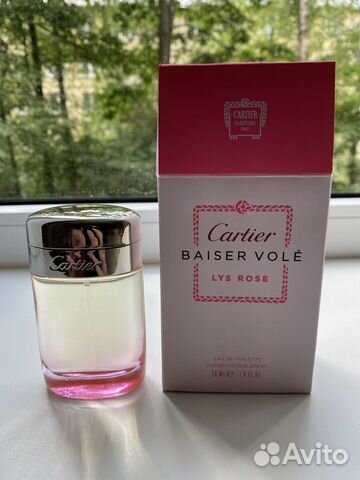 CARTIER
PARFUMS
Cartier
Cartier
BAISER VOLÉ
LYS ROSE
EAU DE TOILETTE
VAPORISATEUR SPRAY
Avito